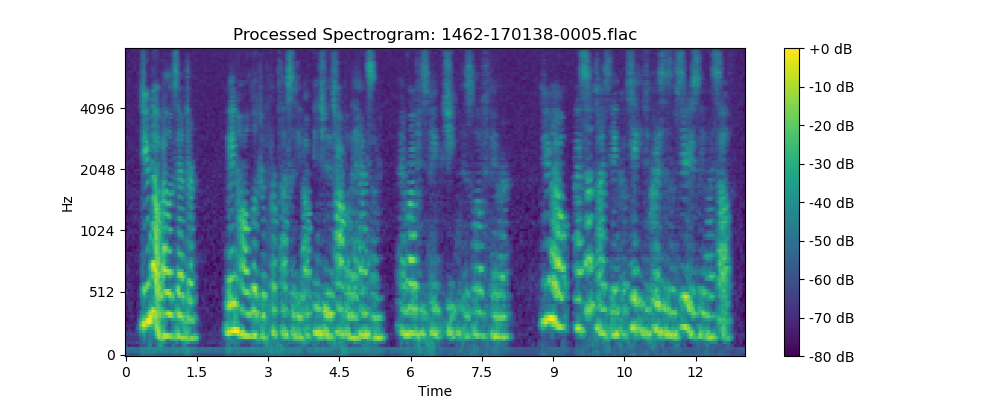 Processed Spectrogram: 1462-170138-0005.flac
Hz
4096
2048
1024
512
0
0 1.5 3 4.5 6 7.5 9 10 12
Time
+0 dB
-10 dB
-20 dB
-30 dB
-40 dB
-50 dB
-60 dB
-70 dB
-80 dB